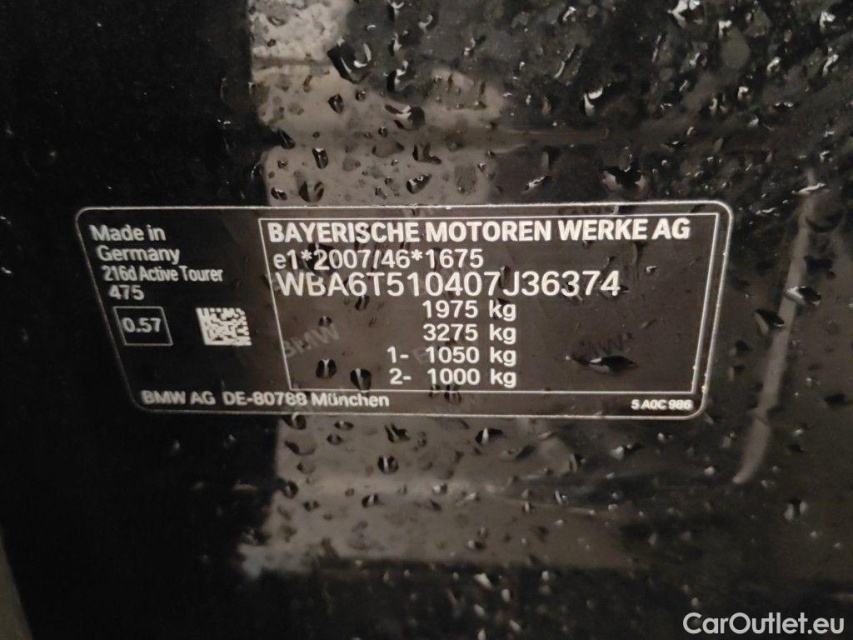 Made in
Germany
216d Active Tourer
475
0.57
BAYERISCHE MOTOREN WERKE AG
e1*2007/46*1675
WBA6T510407J36374
1975 kg
3275 kg
1- 1050 kg
2- 1000 kg
BMW AG DE-80788 München
5 A0C 986
CarOutlet.eu